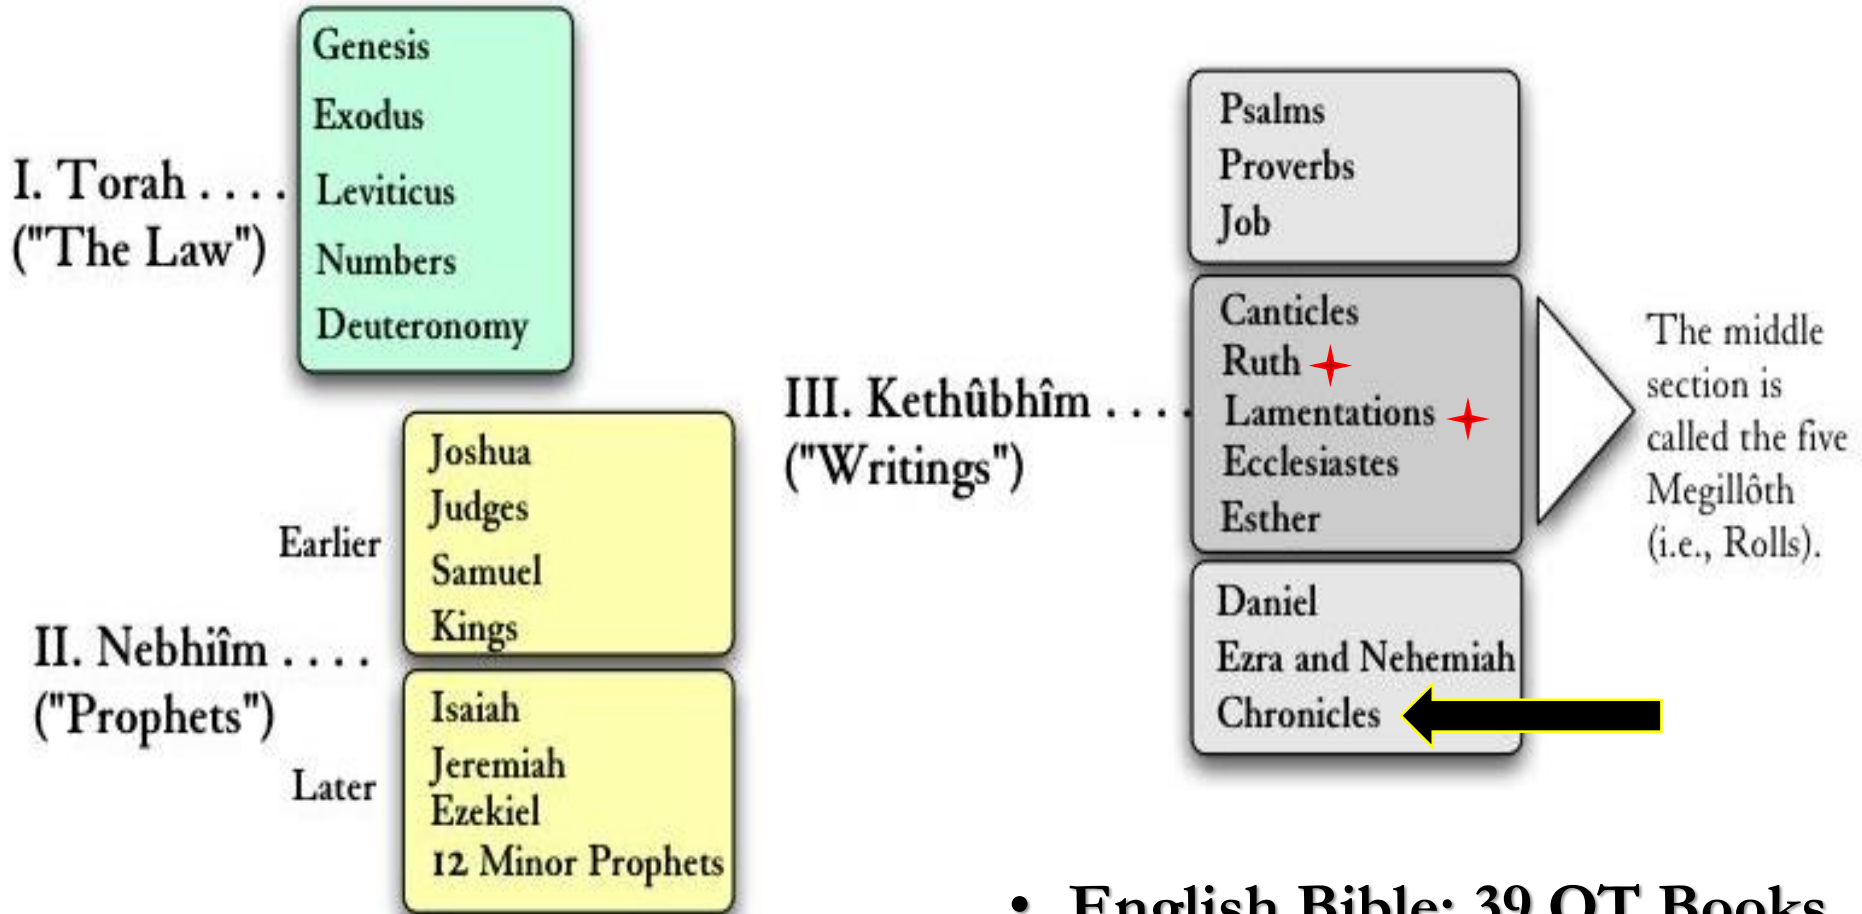 I. Torah . . . .
("The Law")
Genesis
Exodus
Leviticus
Numbers
Deuteronomy
II. Nebhiîm . . . .
("Prophets")
Earlier
Joshua
Judges
Samuel
Kings
Later
Isaiah
Jeremiah
Ezekiel
12 Minor Prophets
III. Kethûbhîm . . . .
("Writings")
Psalms
Proverbs
Job
Canticles
Ruth
Lamentations
Ecclesiastes
Esther
The middle
section is
called the five
Megillôth
(i.e., Rolls).
Daniel
Ezra and Nehemiah
Chronicles
• English Bible: 39 OT Books